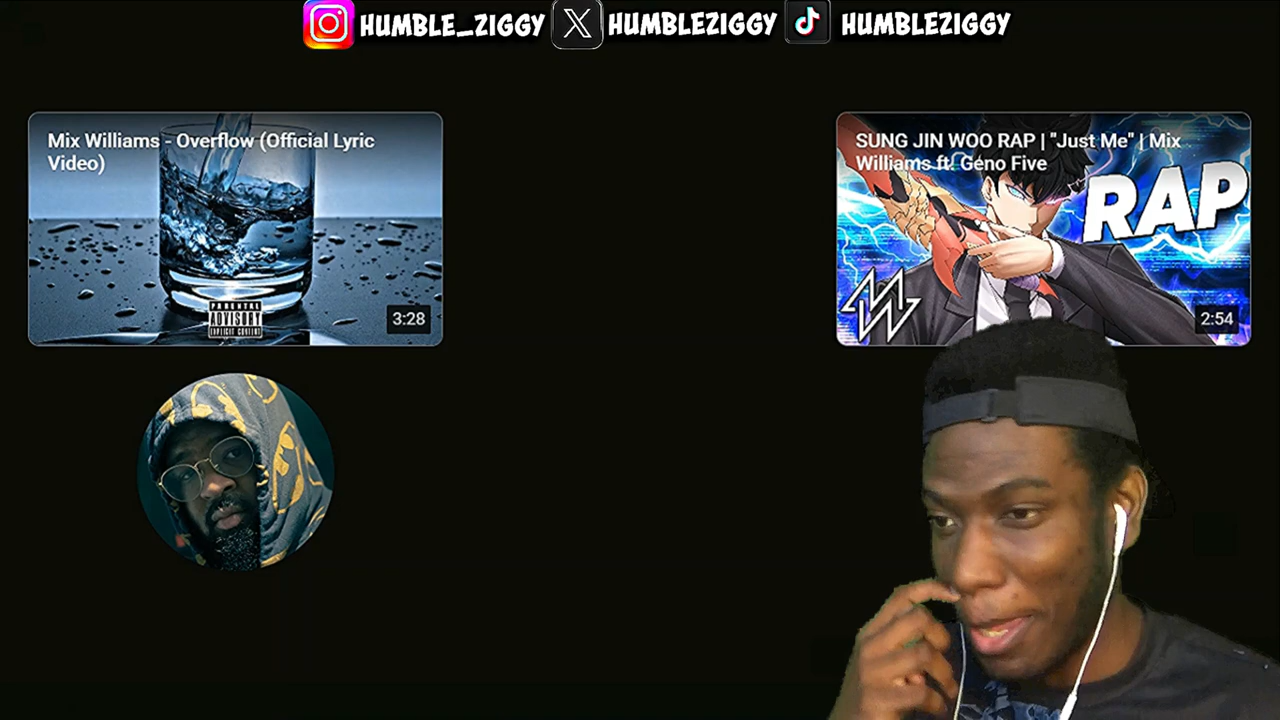 HUMBLE_ZIGGY HUMBLEZIGGY HUMBLEZIGGY
Mix Williams - Overflow (Official Lyric
Video)
PARENTAL
ADVISORY
EXPLICIT CONTENT
3:28
SUNG JIN WOO RAP | "Just Me" | Mix
Williams ft. Geno Five
RAP
2:54